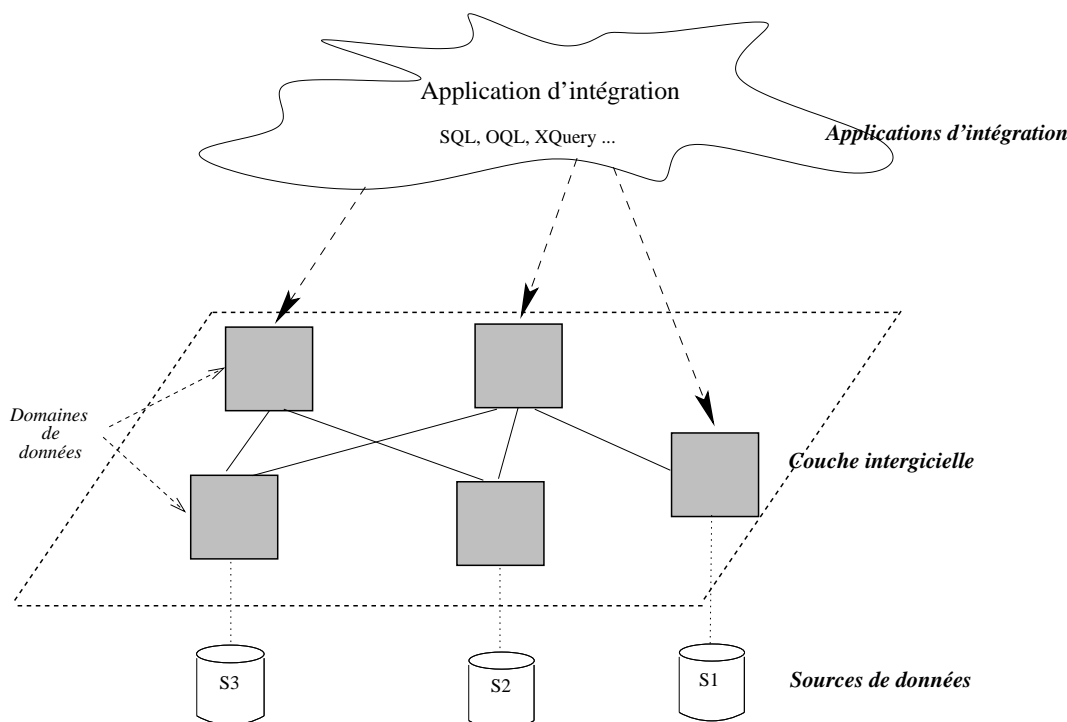 Application d'intégration
SQL, OQL, XQuery ...
Applications d'intégration
Domaines
de
données
Couche intergicielle
S3
S2
S1
Sources de données